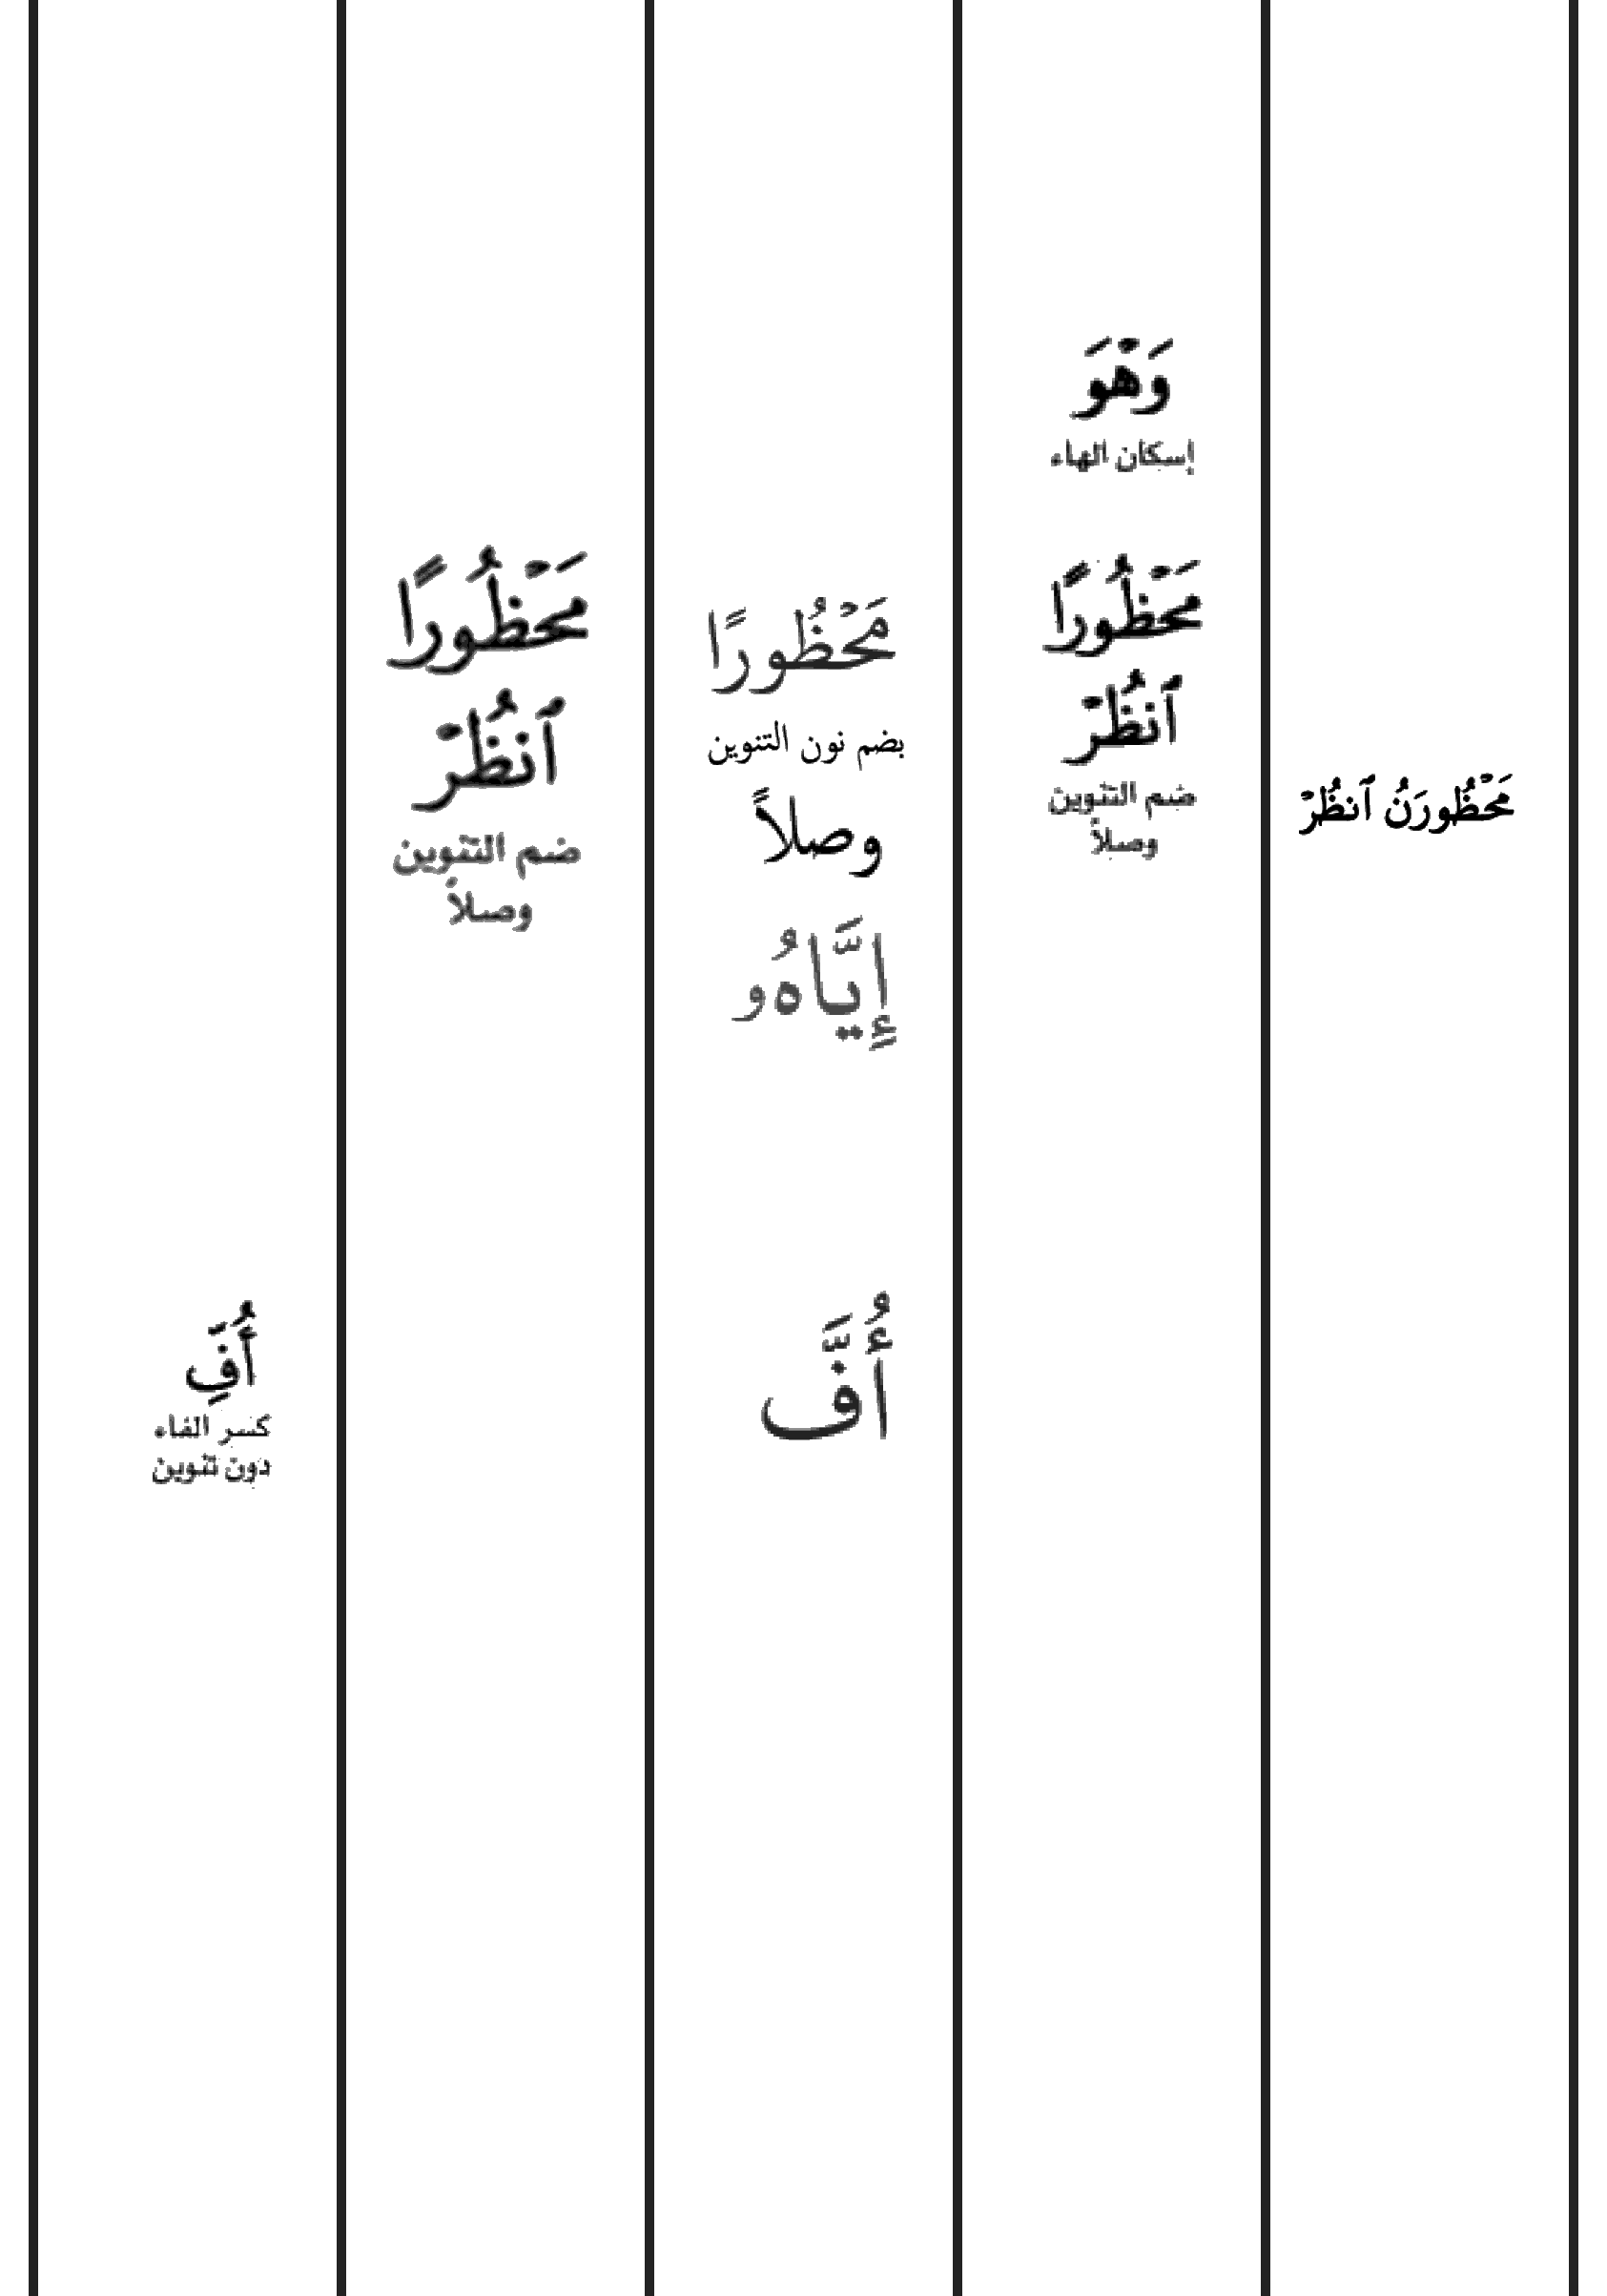 مَحْظُورَنُ ٱنظُرْ
وَهْوَ
إسكان الهاء
مَحْظُورًا
ٱنظُرْ
ضم التنوين
وصلاً
مَحْظُورًا
بضم نون التنوين
وصلاً
إِيَّاهُۥ
أُفَّ
مَحْظُورًا
ٱنظُرْ
ضم التنوين
وصلاً
أُفِّ
كسر الفاء
دون تنوين